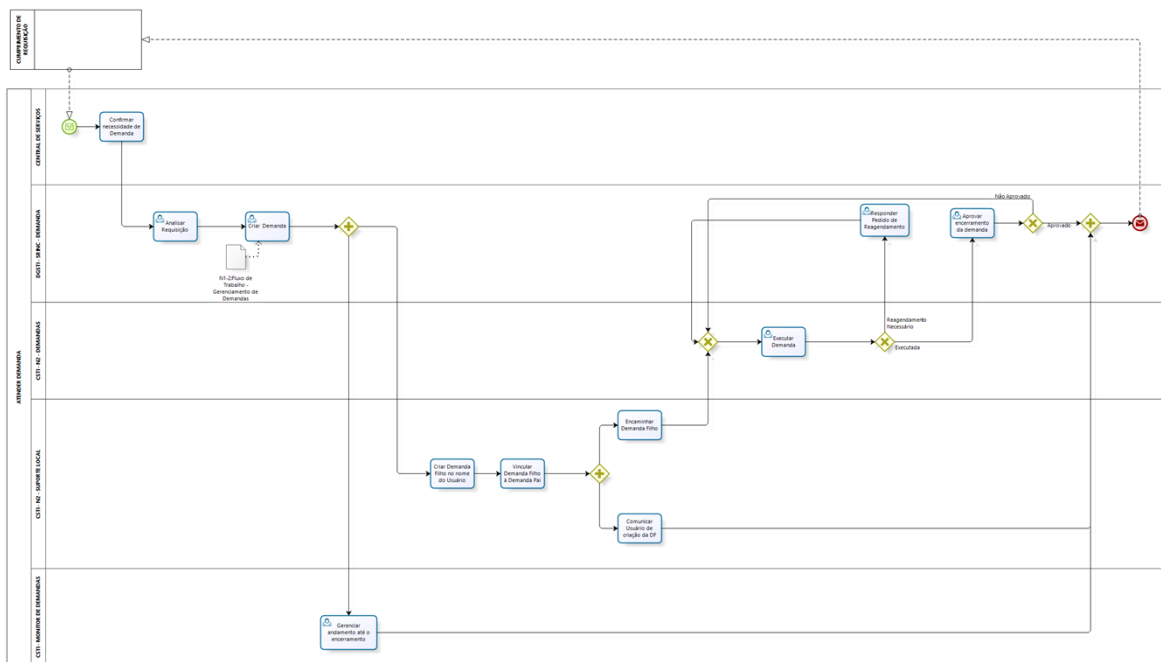 CUMPRIMENTO DE
REQUISIÇÃO
ATENDER DEMANDA
CENTRAL DE SERVIÇOS
Confirmar
necessidade de
Demanda
DGSTI - SEINC - DEMANDA
Analisar
Requisição
Criar Demanda
N1-2:Fluxo de
Trabalho -
Gerenciamento de
Demandas
Responder
Pedido de
Reagendamento
Aprovar
encerramento
da demanda
Não Aprovado
Aprovado
CSTI - N2 - DEMANDAS
Executar
Demanda
Reagendamento
Necessário
Executada
CSTI - N2 - SUPORTE LOCAL
Criar Demanda
Filho no nome
do Usuário
Vincular
Demanda Filho
à Demanda Pai
Encaminhar
Demanda Filho
Comunicar
Usuário de
criação da DF
CSTI - MONITOR DE DEMANDAS
Gerenciar
andamento até o
encerramento